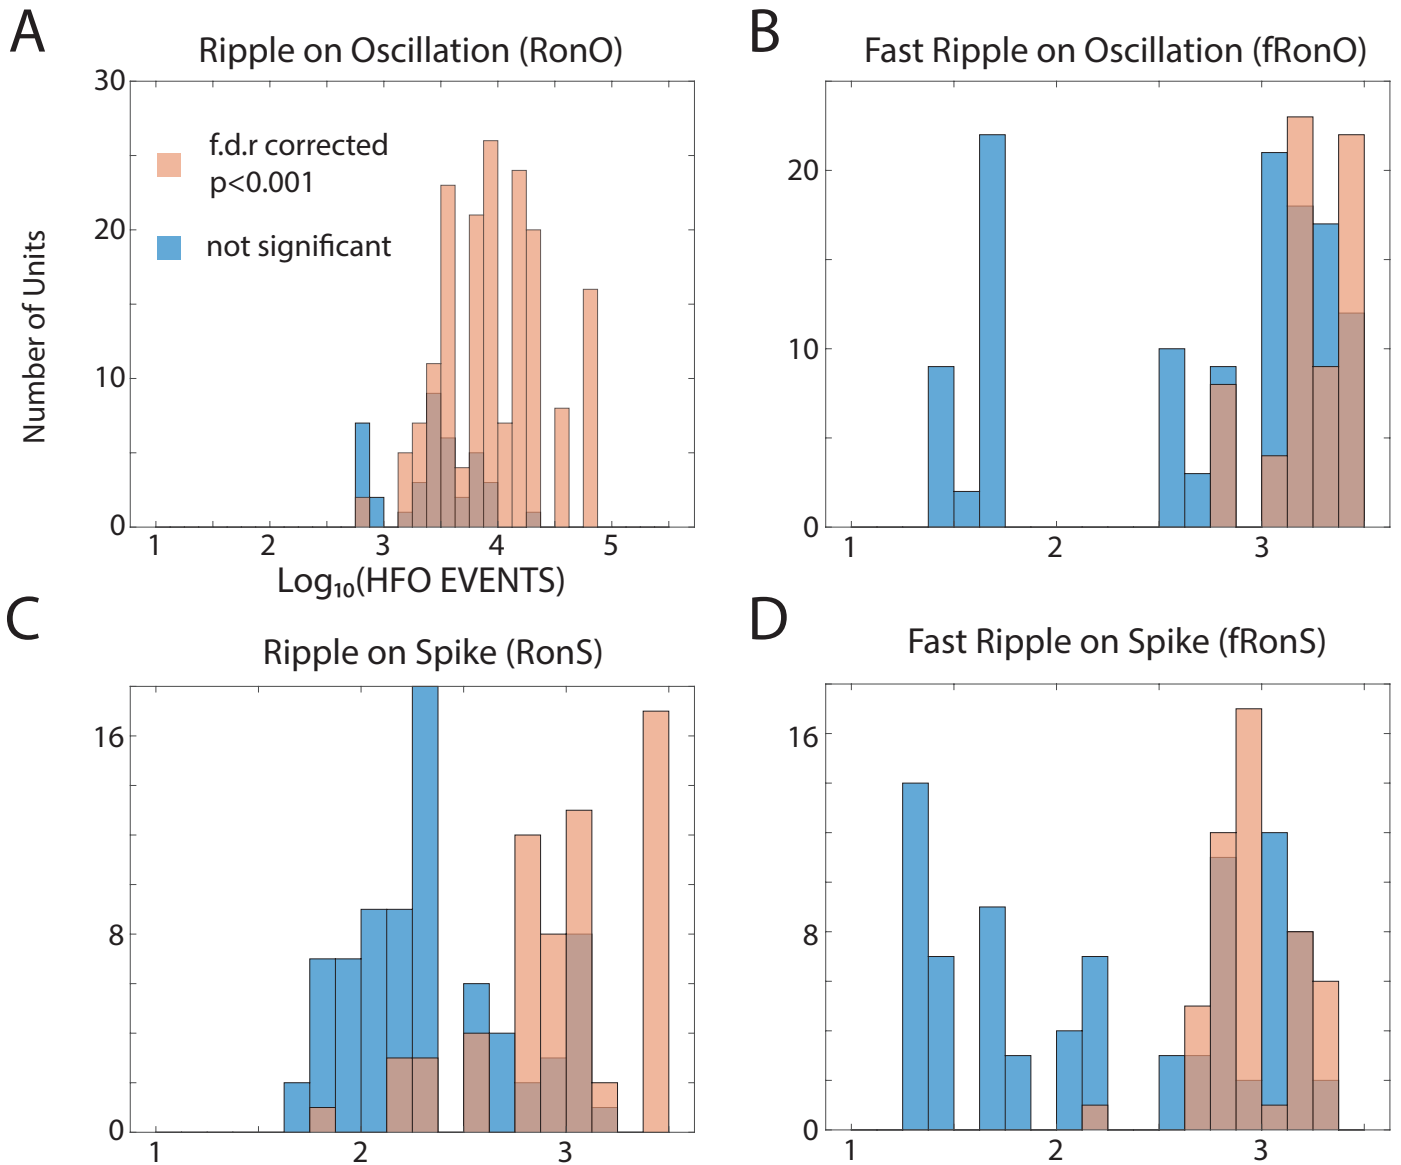 A
Ripple on Oscillation (RonO)
30
20
10
0
Number of Units
f.d.r corrected
p<0.001
not significant
1 2 3 4 5
Log₁₀(HFO EVENTS)
B
Fast Ripple on Oscillation (fRonO)
20
10
0
1 2 3
C
Ripple on Spike (RonS)
16
8
0
1 2 3
D
Fast Ripple on Spike (fRonS)
16
8
0
1 2 3